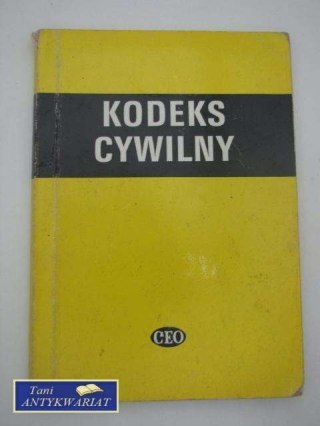 KODEKS
CYWILNY
CEO
Tani
ANTYKWARIAT